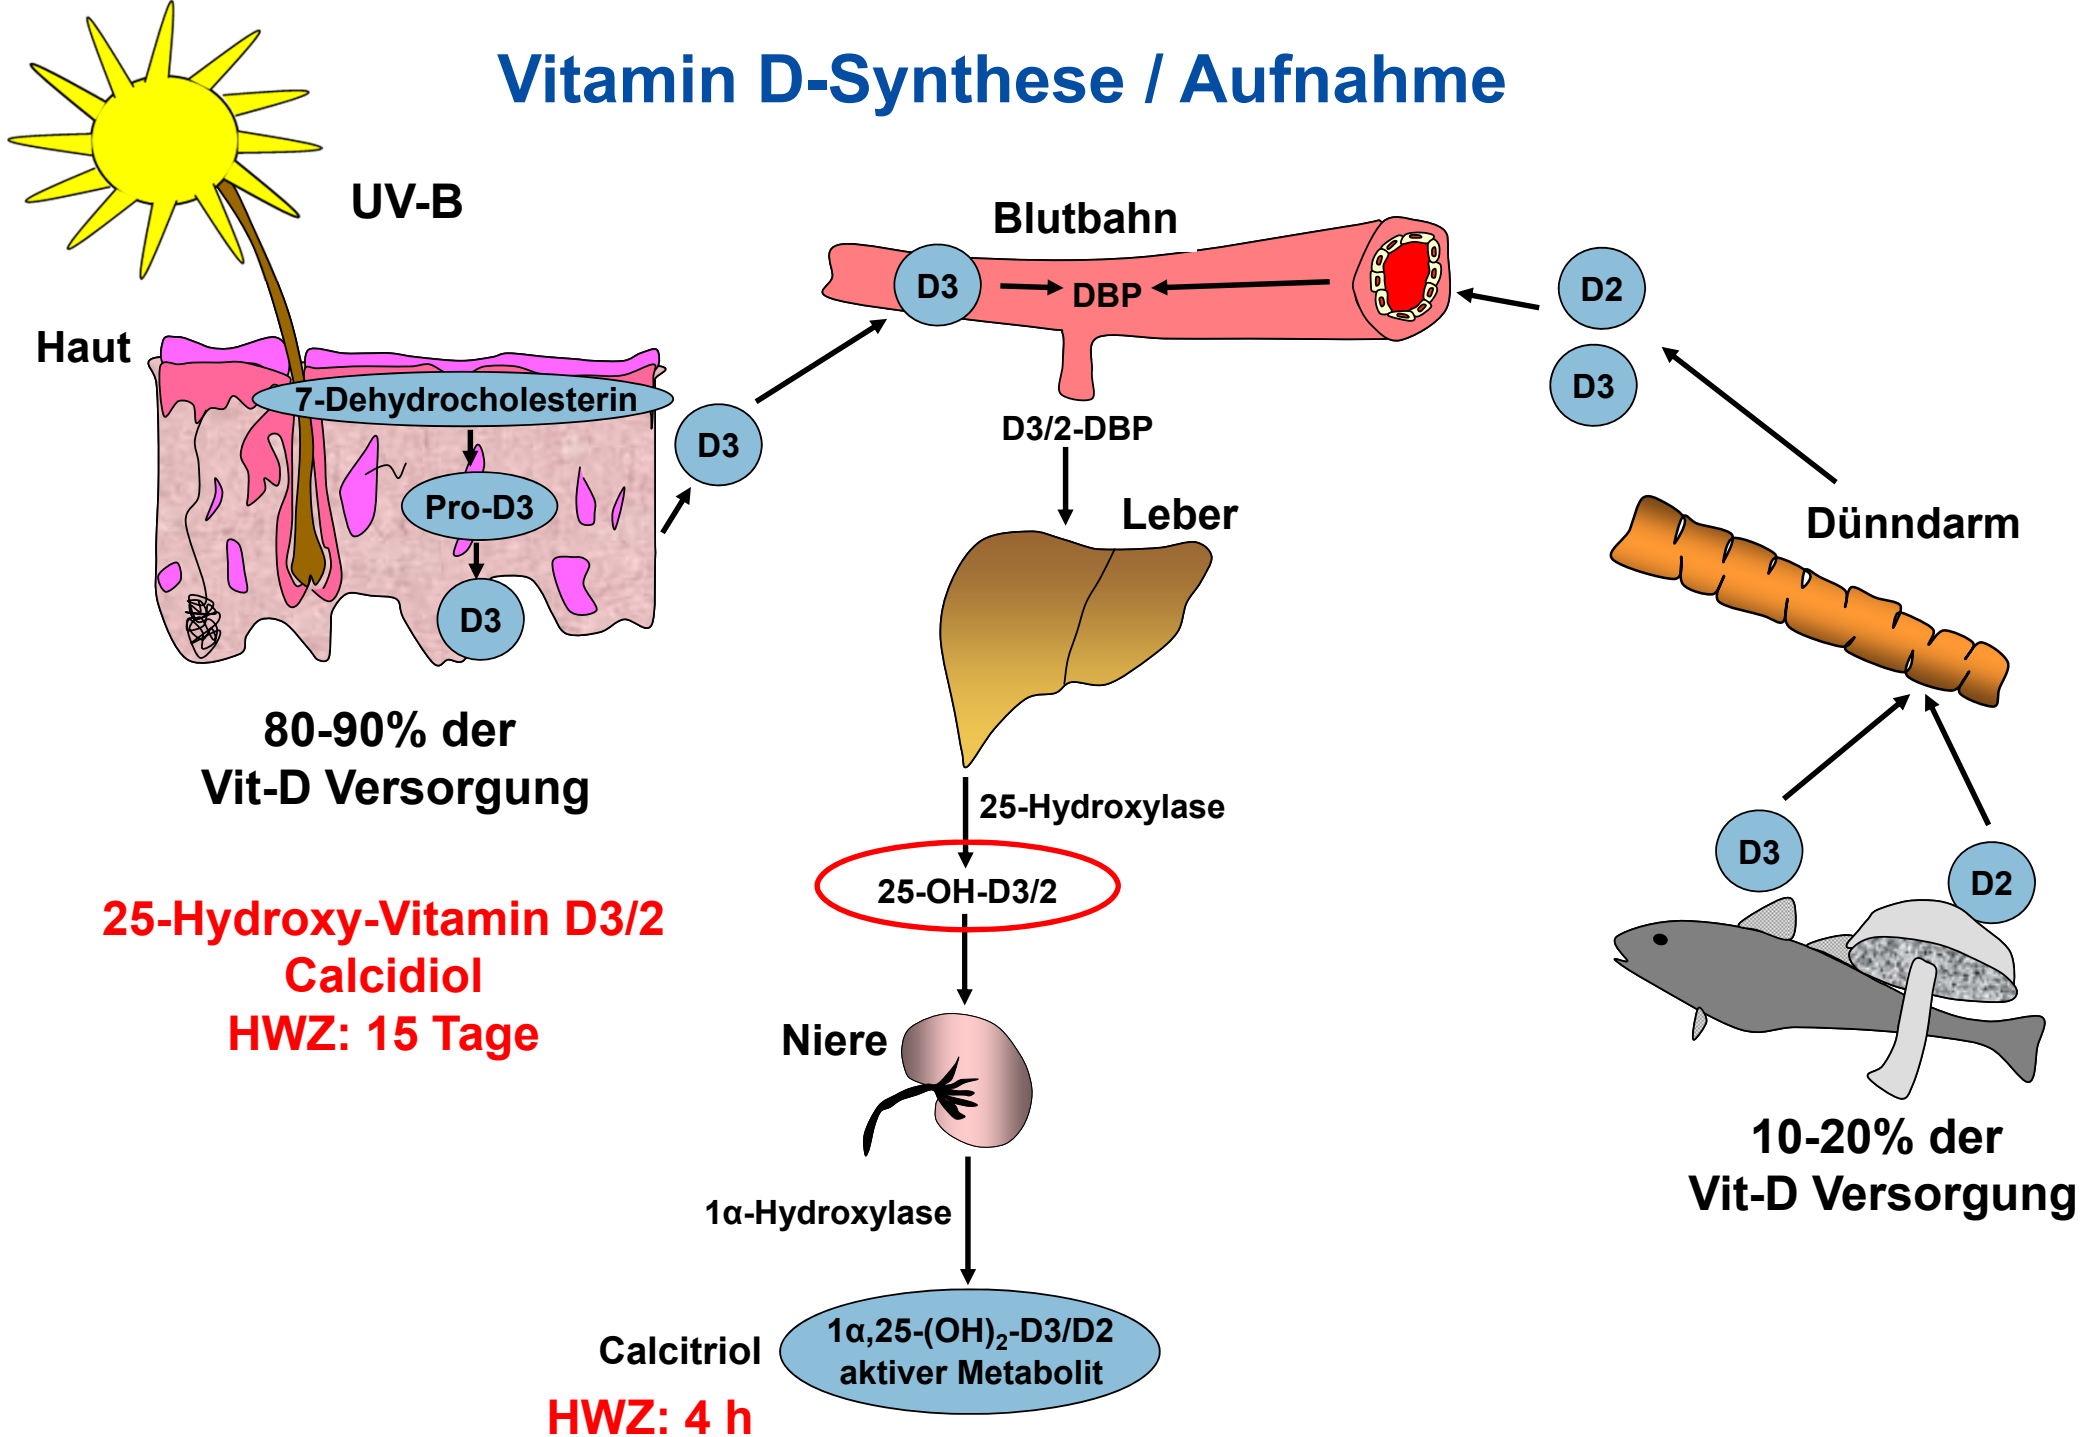 Vitamin D-Synthese / Aufnahme
UV-B
Haut
7-Dehydrocholesterin
Pro-D3
D3
D3
80-90% der
Vit-D Versorgung
25-Hydroxy-Vitamin D3/2
Calcidiol
HWZ: 15 Tage
Blutbahn
D3
DBP
D3/2-DBP
Leber
25-Hydroxylase
25-OH-D3/2
Niere
1α-Hydroxylase
Calcitriol
1α,25-(OH)₂-D3/D2
aktiver Metabolit
HWZ: 4 h
D2
D3
Dünndarm
D3
D2
10-20% der
Vit-D Versorgung